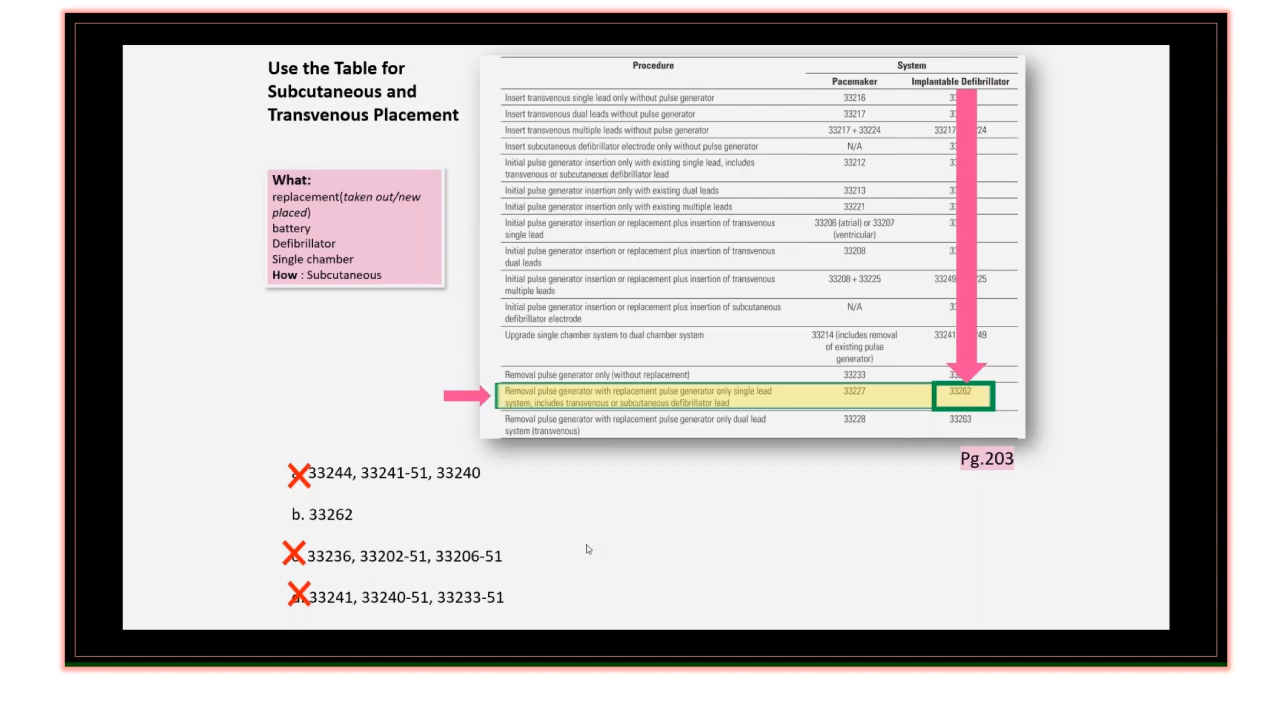 Use the Table for
Subcutaneous and
Transvenous Placement
What:
replacement(taken out/new
placed)
battery
Defibrillator
Single chamber
How : Subcutaneous
Procedure System
Pacemaker Implantable Defibrillator
Insert transvenous single lead only without pulse generator 33216
Insert transvenous dual leads without pulse generator 33217
Insert transvenous multiple leads without pulse generator 33217 + 33224
Insert subcutaneous defibrillator electrode only without pulse generator N/A
Initial pulse generator insertion only with existing single lead, includes 33212
transvenous or subcutaneous defibrillator lead
Initial pulse generator insertion only with existing dual leads 33213
Initial pulse generator insertion only with existing multiple leads 33221
Initial pulse generator insertion or replacement plus insertion of transvenous 33206 (atrial) or 33207
single lead (ventricular)
Initial pulse generator insertion or replacement plus insertion of transvenous 33208
dual leads
Initial pulse generator insertion or replacement plus insertion of transvenous 33208 + 33225 33249
multiple leads
Initial pulse generator insertion or replacement plus insertion of subcutaneous N/A
defibrillator electrode
Upgrade single chamber system to dual chamber system 33214 (includes removal 33241
of existing pulse
generator)
Removal pulse generator only (without replacement) 33233
Removal pulse generator with replacement pulse generator only single lead 33227 33262
system, includes transvenous or subcutaneous defibrillator lead
Removal pulse generator with replacement pulse generator only dual lead 33228 33263
system (transvenous)
Pg.203
33244, 33241-51, 33240
b. 33262
33236, 33202-51, 33206-51
33241, 33240-51, 33233-51